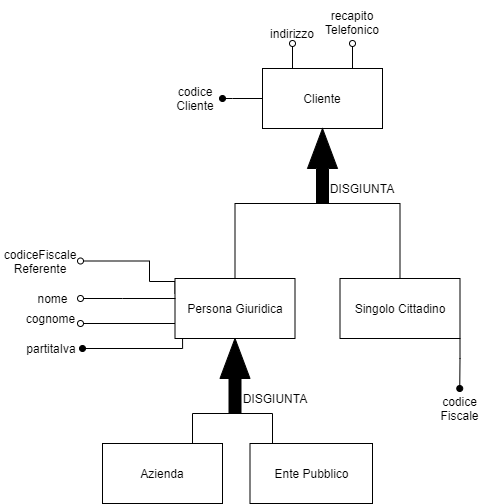 recapito
Telefonico
indirizzo
codice
Cliente
Cliente
DISGIUNTA
codiceFiscale
Referente
nome
cognome
partitaIva
Persona Giuridica
Singolo Cittadino
DISGIUNTA
codice
Fiscale
Azienda
Ente Pubblico